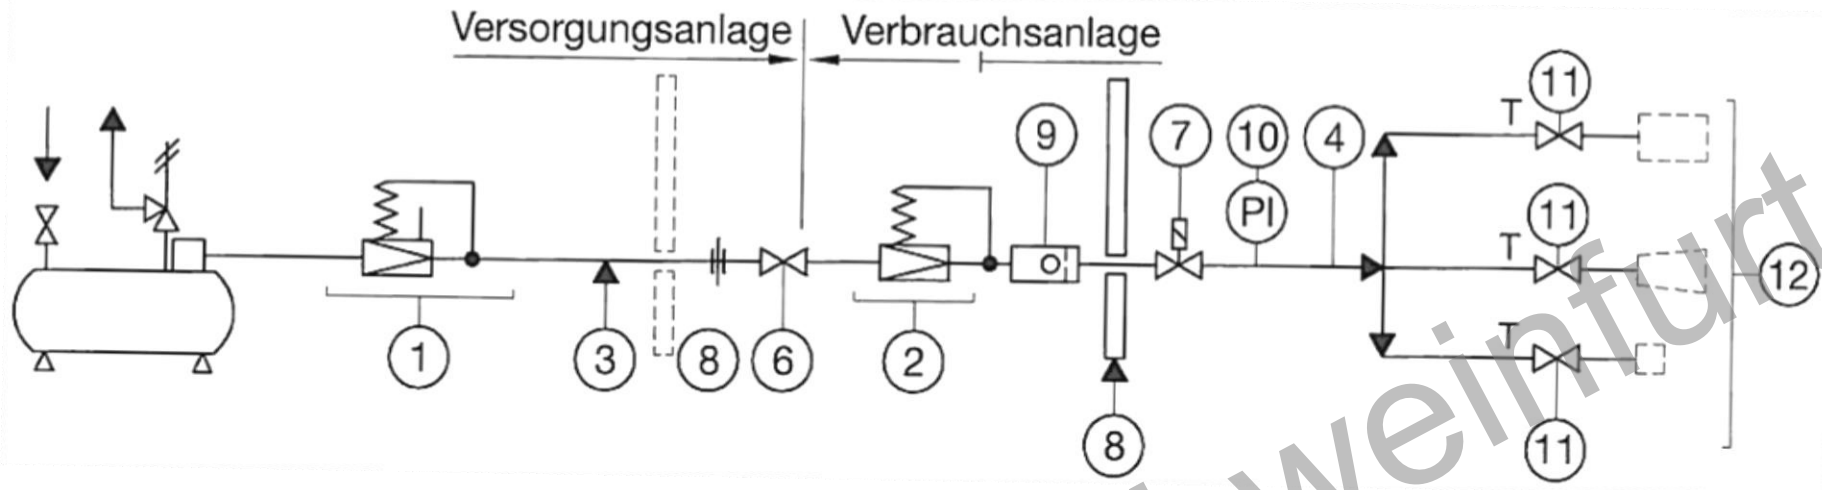 Versorgungsanlage Verbrauchsanlage
11
9 7 10 4 T
11
PI
T
12
T
1 3 8 6 2
8 11
weinfurt